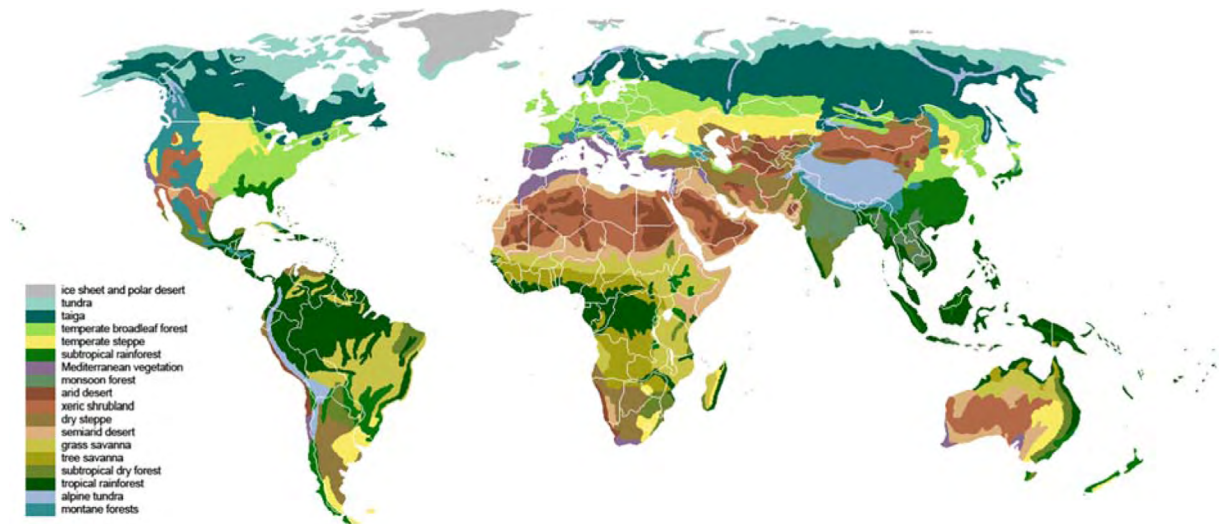 ice sheet and polar desert
tundra
taiga
temperate broadleaf forest
temperate steppe
subtropical rainforest
Mediterranean vegetation
monsoon forest
arid desert
xeric shrubland
dry steppe
semiarid desert
grass savanna
tree savanna
subtropical dry forest
tropical rainforest
alpine tundra
montane forests